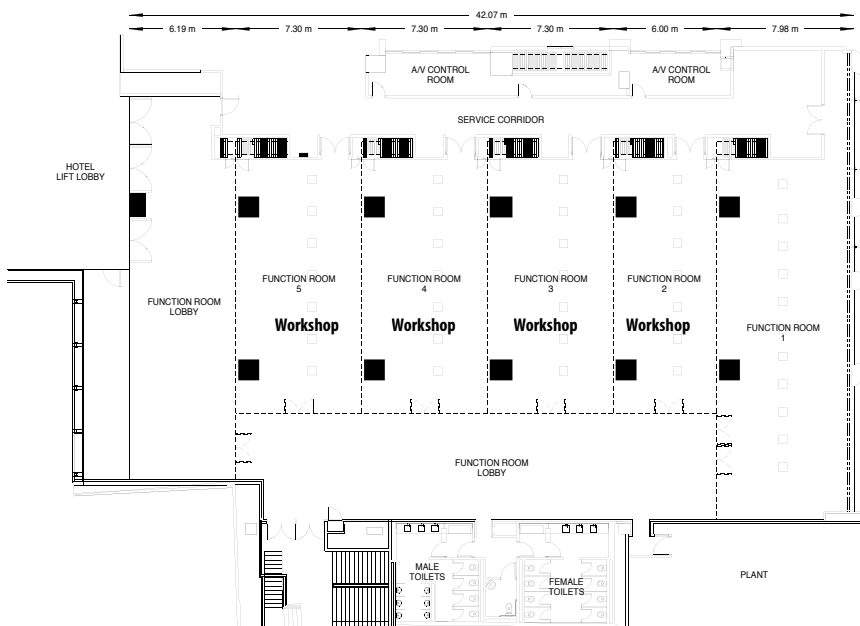 42.07 m
6.19 m
7.30 m
7.30 m
7.30 m
6.00 m
7.98 m
A/V CONTROL
ROOM
A/V CONTROL
ROOM
SERVICE CORRIDOR
HOTEL
LIFT LOBBY
FUNCTION ROOM
LOBBY
FUNCTION ROOM
5
Workshop
FUNCTION ROOM
4
Workshop
FUNCTION ROOM
3
Workshop
FUNCTION ROOM
2
Workshop
FUNCTION ROOM
1
FUNCTION ROOM
LOBBY
MALE
TOILETS
FEMALE
TOILETS
PLANT